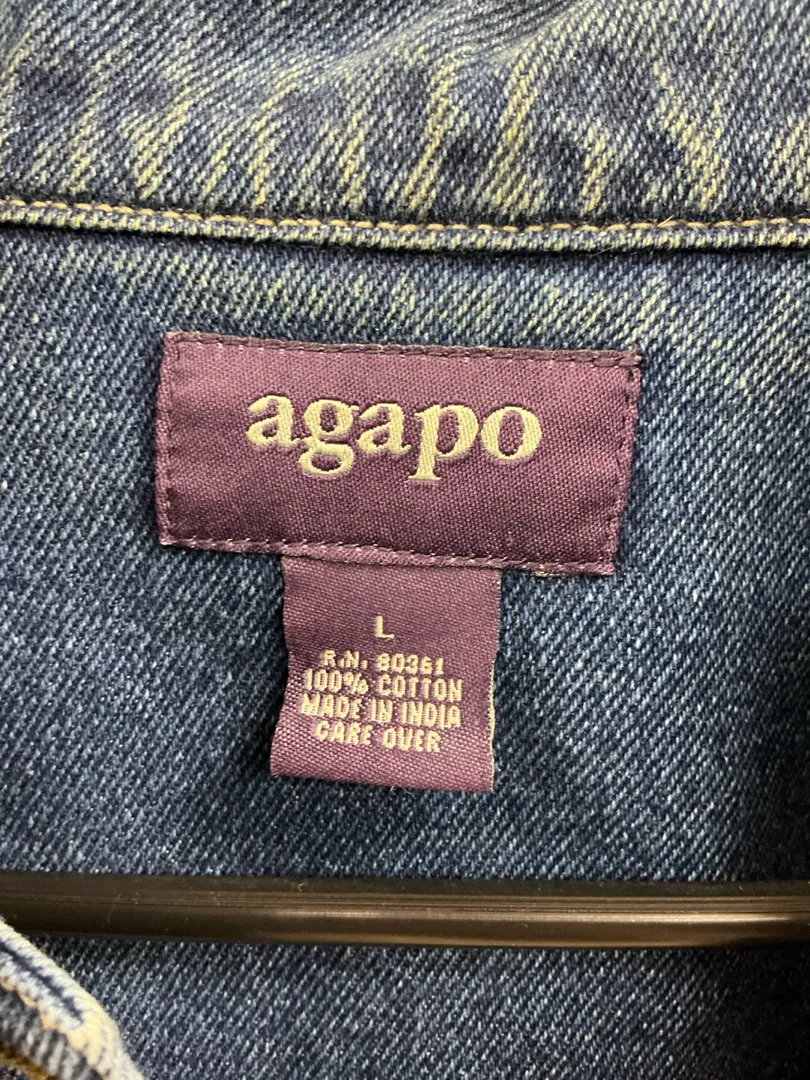 agapo
L
R.N. 80361
100% COTTON
MADE IN INDIA
CARE OVER